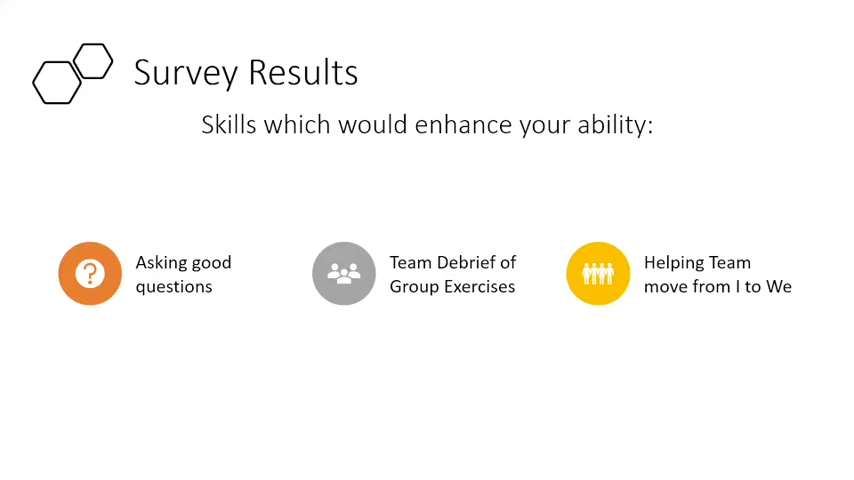 Survey Results
Skills which would enhance your ability:
Asking good
questions
Team Debrief of
Group Exercises
Helping Team
move from I to We